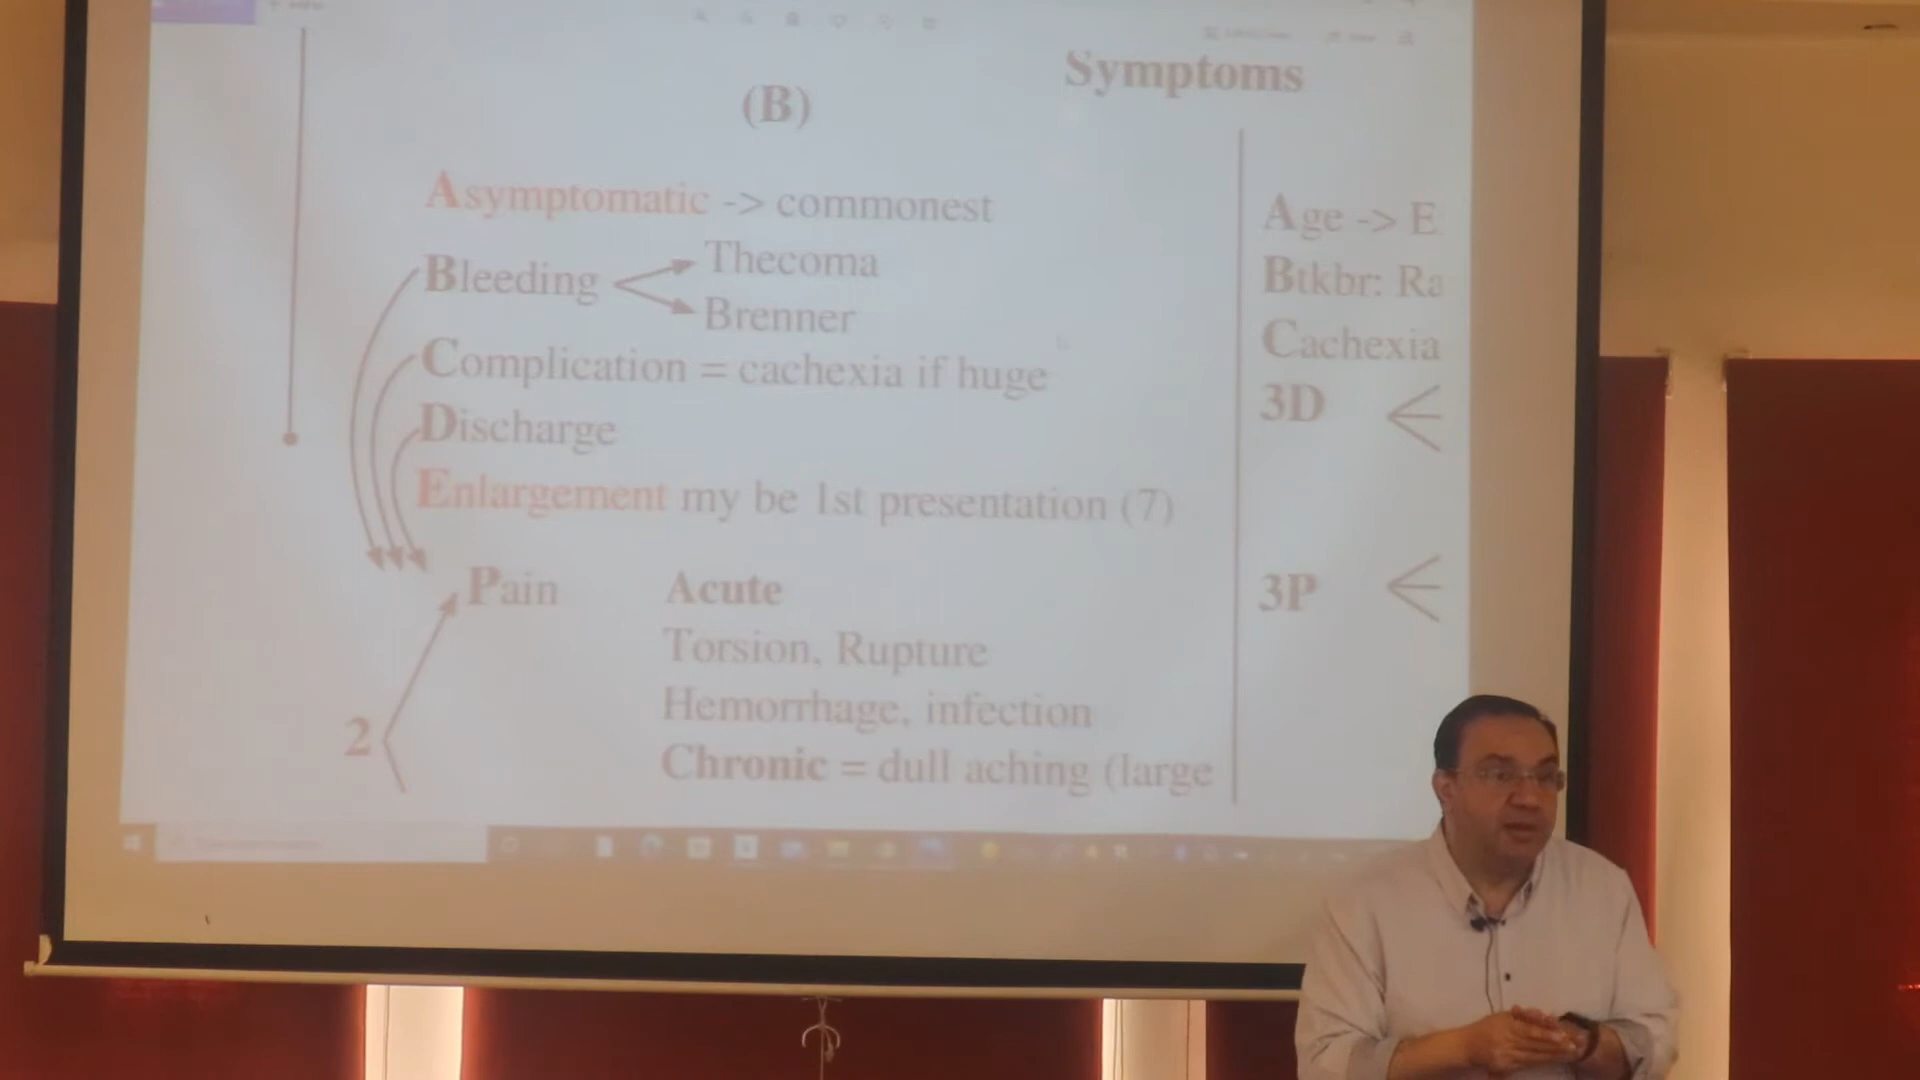 Symptoms
(B)
Asymptomatic -> commonest
Bleeding
Thecoma
Brenner
Complication = cachexia if huge
Discharge
Enlargement my be 1st presentation (7)
Pain
Acute
Torsion, Rupture
Hemorrhage, infection
2
Chronic = dull aching (large
Age -> E
Btkbr: Ra
Cachexia
3D
3P